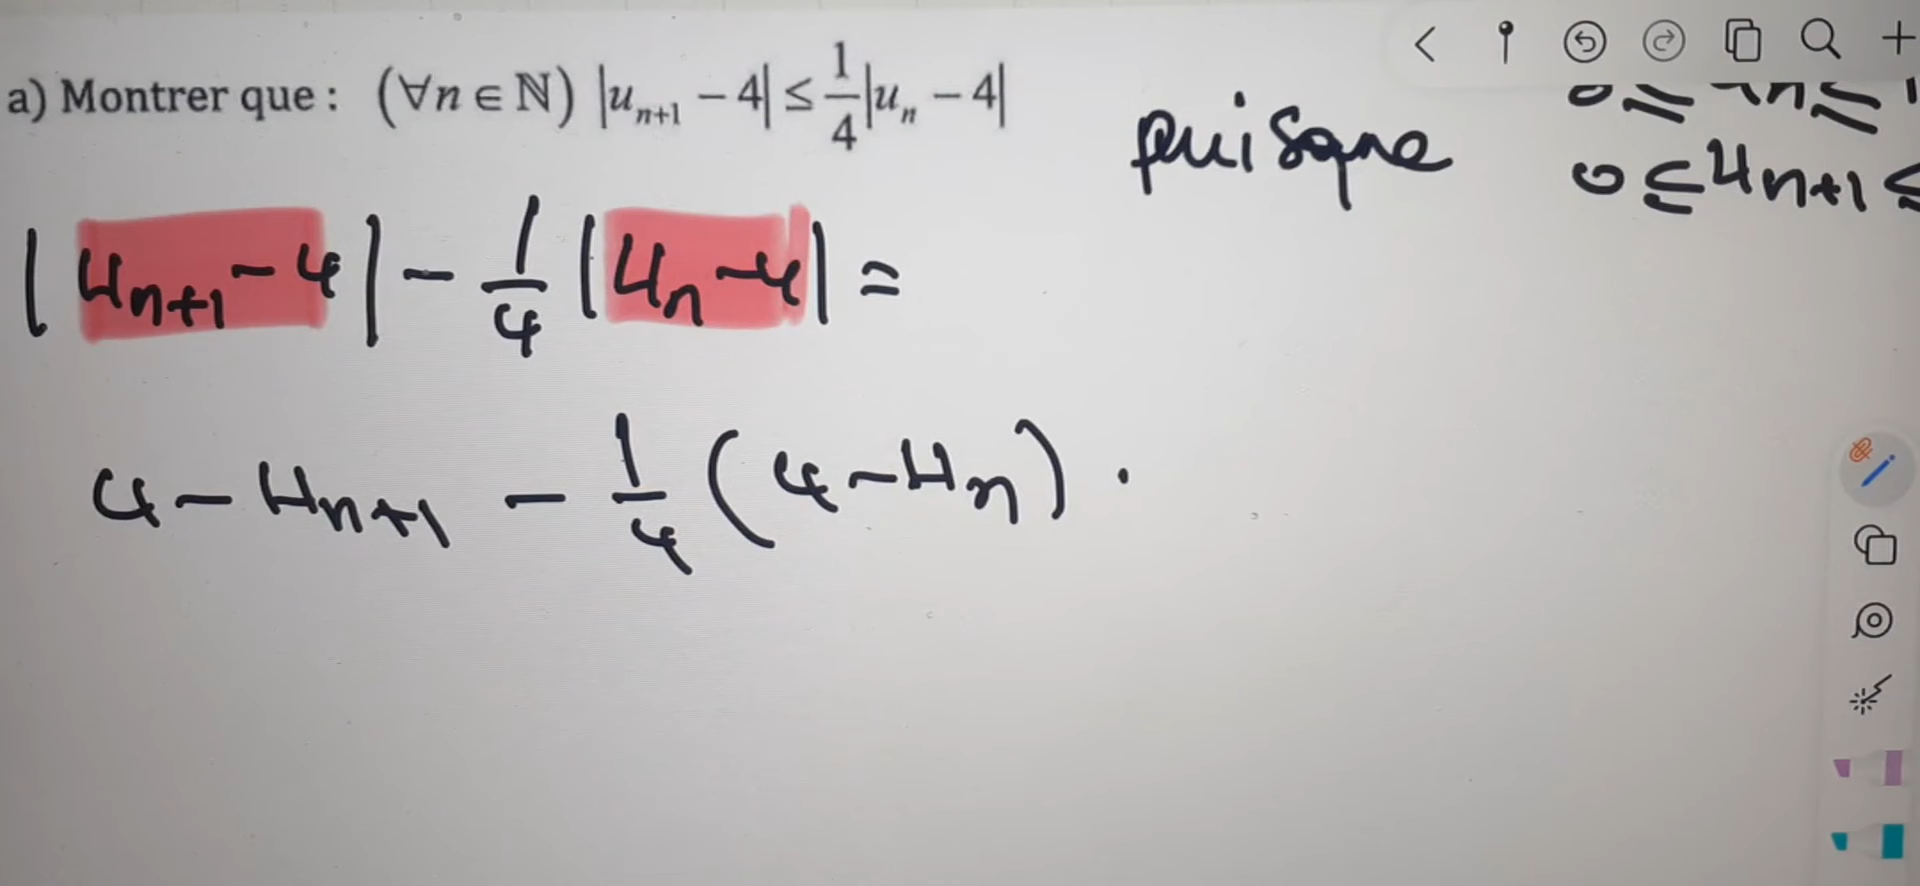 a) Montrer que : (∀n ∈ ℕ) |uₙ₊₁ − 4| ≤ 1/4 |uₙ − 4|
puisque
0 ≤ uₙ₊₁ ≤
|uₙ₊₁ − 4| − 1/4 |uₙ − 4| =
4 − uₙ₊₁ − 1/4 (4 − uₙ) .